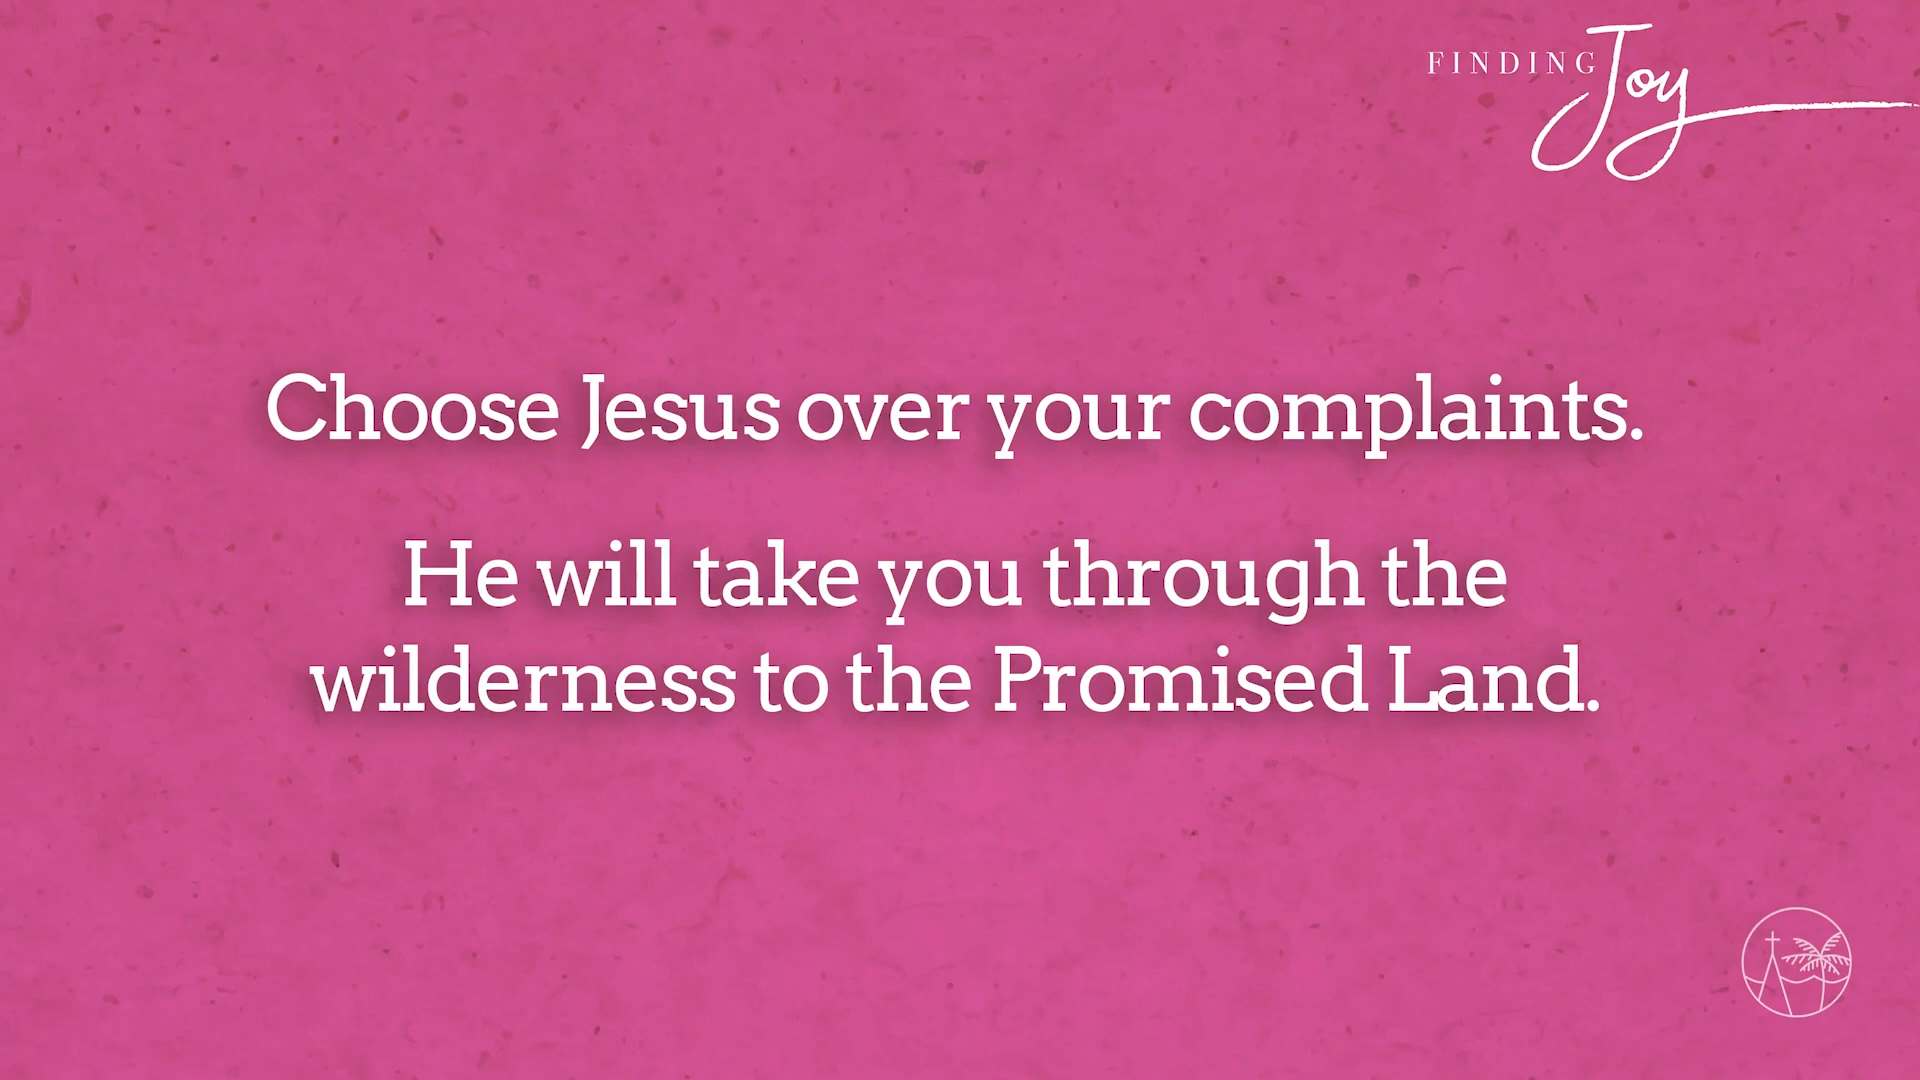 FINDING Joy
Choose Jesus over your complaints.
He will take you through the
wilderness to the Promised Land.